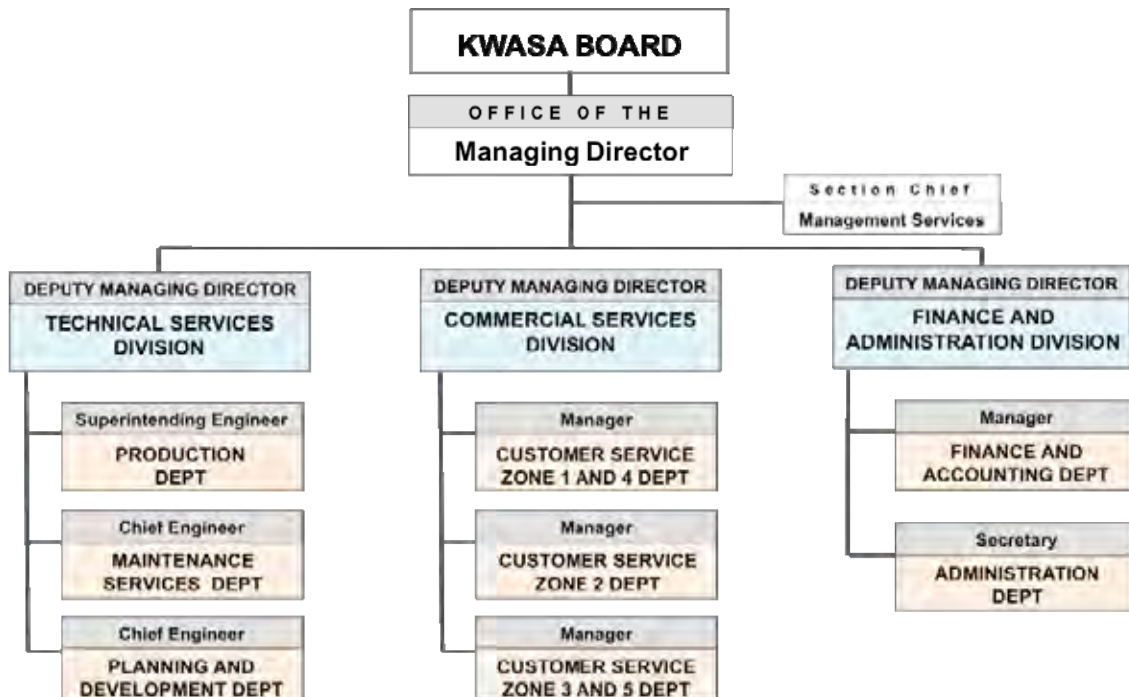 KWASA BOARD
OFFICE OF THE
Managing Director
Section Chief
Management Services
DEPUTY MANAGING DIRECTOR
TECHNICAL SERVICES
DIVISION
Superintending Engineer
PRODUCTION
DEPT
Chief Engineer
MAINTENANCE
SERVICES DEPT
Chief Engineer
PLANNING AND
DEVELOPMENT DEPT
DEPUTY MANAGING DIRECTOR
COMMERCIAL SERVICES
DIVISION
Manager
CUSTOMER SERVICE
ZONE 1 AND 4 DEPT
Manager
CUSTOMER SERVICE
ZONE 2 DEPT
Manager
CUSTOMER SERVICE
ZONE 3 AND 5 DEPT
DEPUTY MANAGING DIRECTOR
FINANCE AND
ADMINISTRATION DIVISION
Manager
FINANCE AND
ACCOUNTING DEPT
Secretary
ADMINISTRATION
DEPT